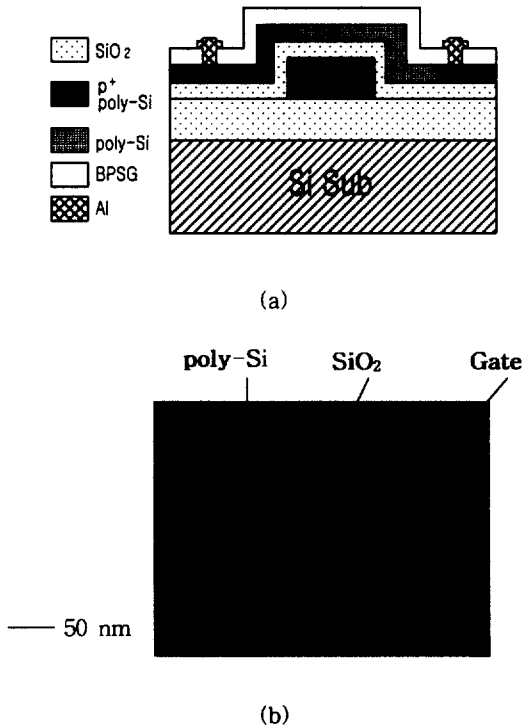 SiO2
p+
poly-Si
poly-Si
BPSG
Al
Si Sub
(a)
poly-Si SiO2 Gate
50 nm
(b)